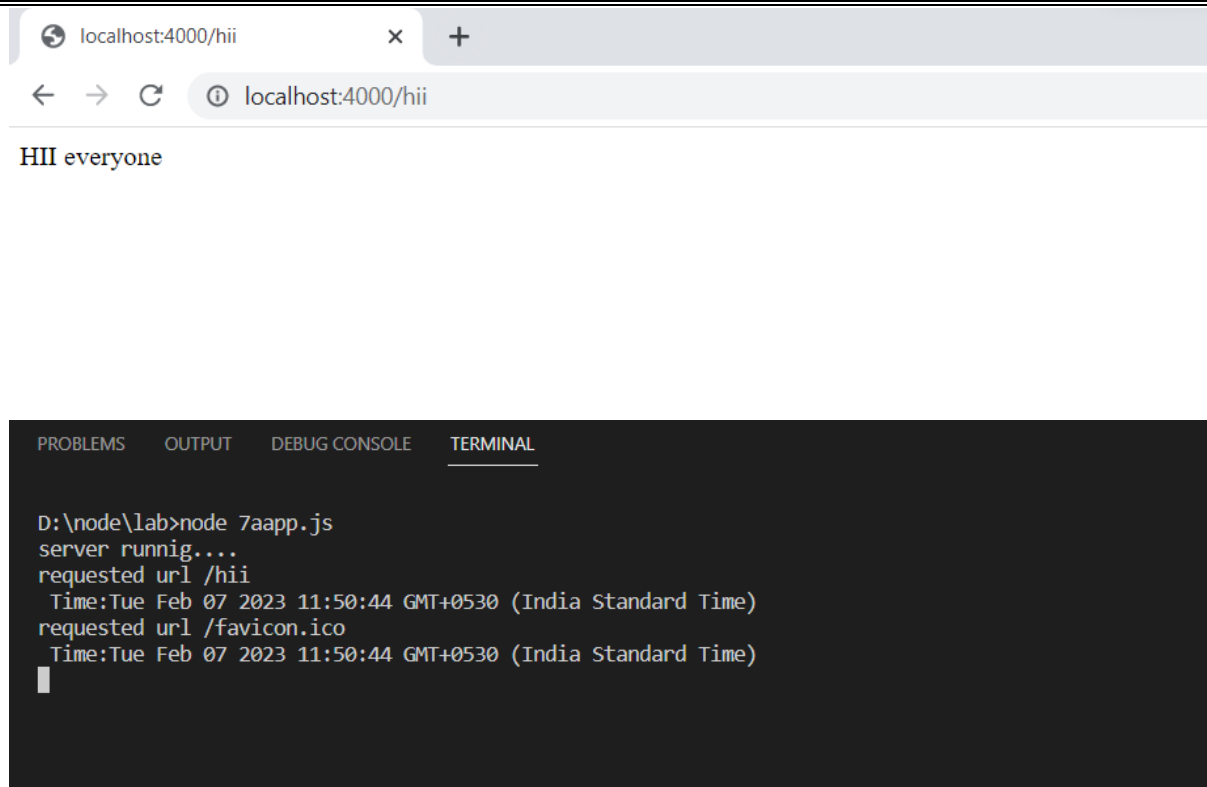 localhost:4000/hii
localhost:4000/hii
HII everyone
PROBLEMS OUTPUT DEBUG CONSOLE TERMINAL
D:\node\lab>node 7aapp.js
server runnig....
requested url /hii
Time:Tue Feb 07 2023 11:50:44 GMT+0530 (India Standard Time)
requested url /favicon.ico
Time:Tue Feb 07 2023 11:50:44 GMT+0530 (India Standard Time)